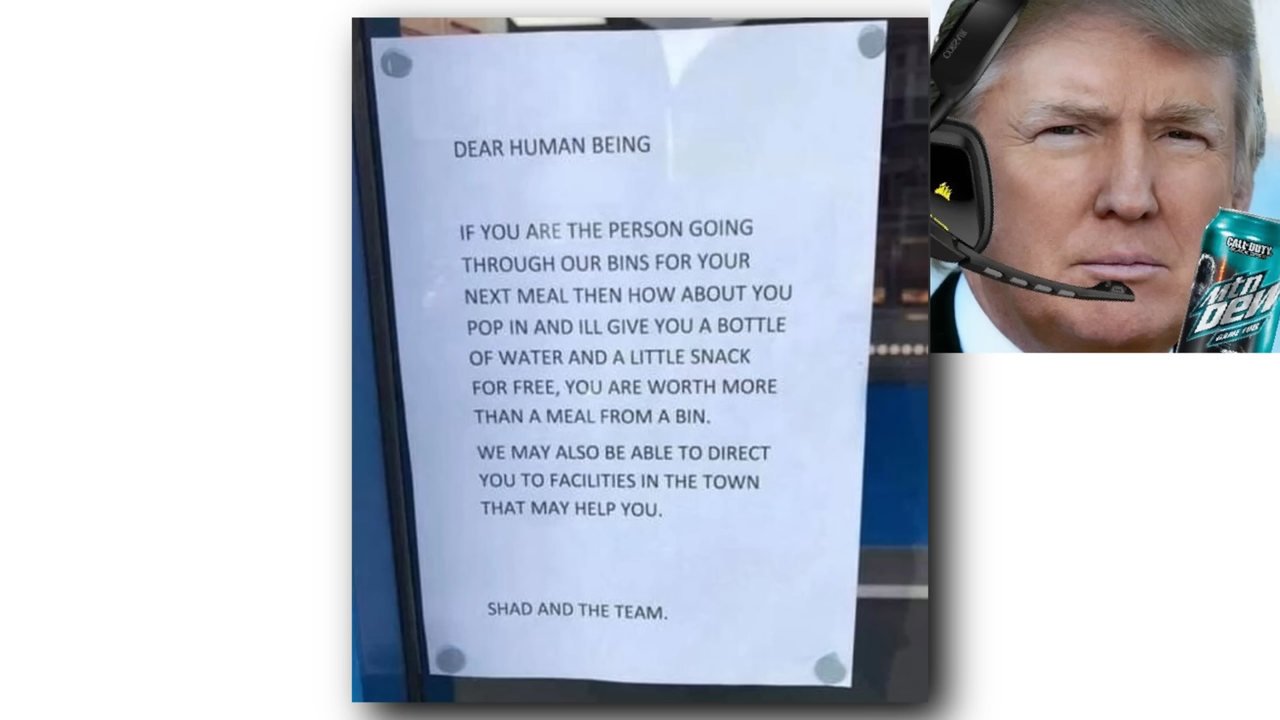 DEAR HUMAN BEING
IF YOU ARE THE PERSON GOING
THROUGH OUR BINS FOR YOUR
NEXT MEAL THEN HOW ABOUT YOU
POP IN AND ILL GIVE YOU A BOTTLE
OF WATER AND A LITTLE SNACK
FOR FREE, YOU ARE WORTH MORE
THAN A MEAL FROM A BIN.
WE MAY ALSO BE ABLE TO DIRECT
YOU TO FACILITIES IN THE TOWN
THAT MAY HELP YOU.
SHAD AND THE TEAM.
CALL OF DUTY
mtn
DEW
GAME FUEL